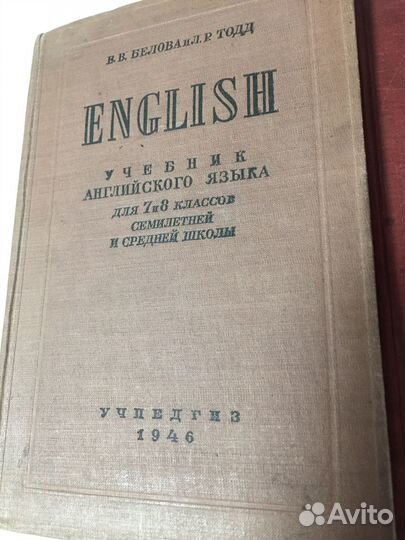 В. В. БЕЛОВА и Л. Р. ТОДД
ENGLISH
УЧЕБНИК
АНГЛИЙСКОГО ЯЗЫКА
ДЛЯ 7 и 8 КЛАССОВ
СЕМИЛЕТНЕЙ
И СРЕДНЕЙ ШКОЛЫ
УЧПЕДГИЗ
1946
Avito